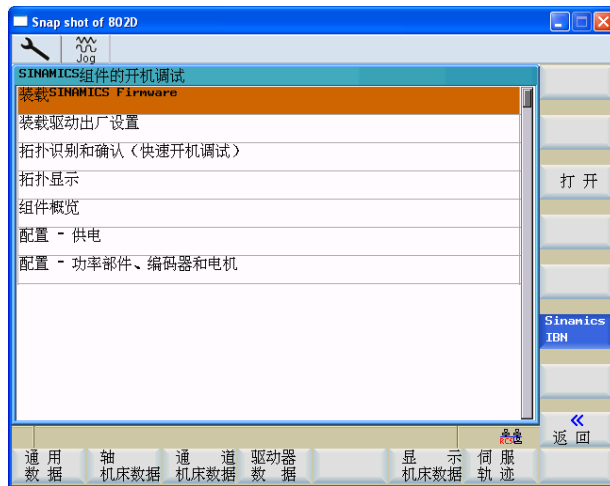 Snap shot of 802D
Jog
SINAMICS组件的开机调试
装载SINAMICS Firmware
装载驱动出厂设置
拓扑识别和确认（快速开机调试）
拓扑显示
组件概览
配置 - 供电
配置 - 功率部件、编码器和电机
打 开
Sinamics
IBN
RCS
返 回
通 用 轴 通 道 驱动器 显 示 伺 服
数 据 机床数据 机床数据 数 据 机床数据 轨 迹